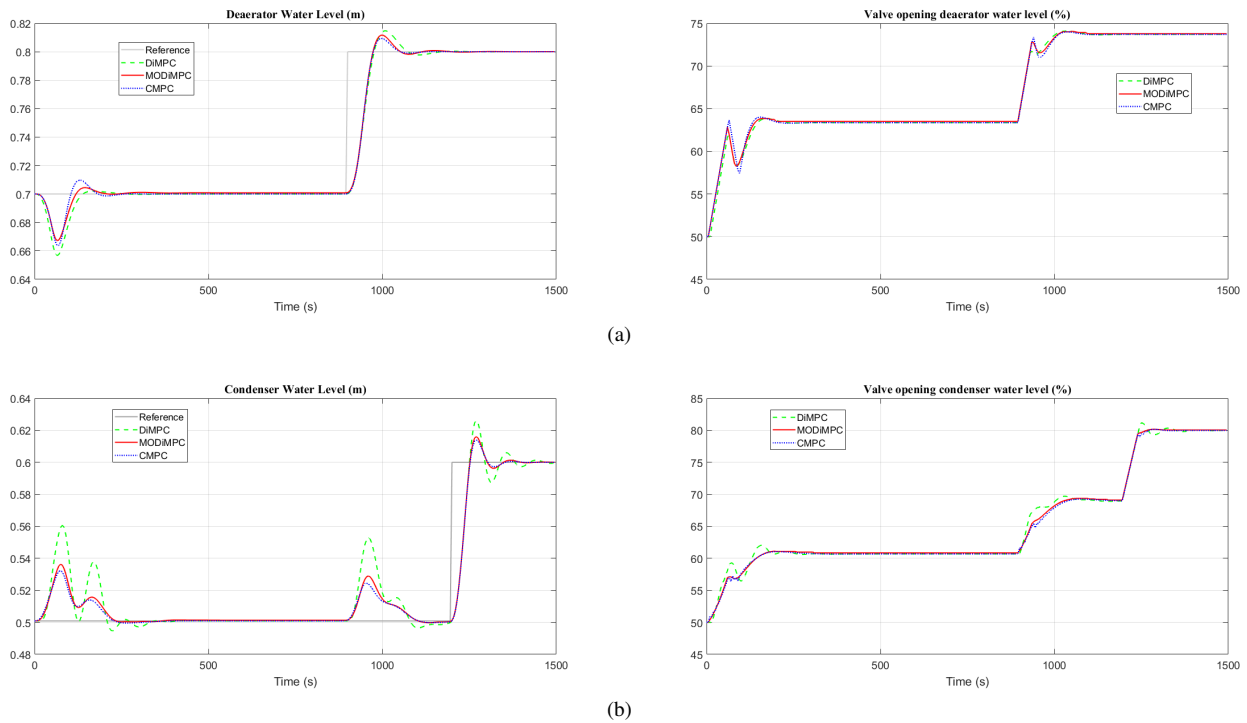 Deaerator Water Level (m)
0.82
0.8
0.78
0.76
0.74
0.72
0.7
0.68
0.66
0.64
Reference
DiMPC
MODiMPC
CMPC
0 500 1000 1500
Time (s)
Valve opening deaerator water level (%)
75
70
65
60
55
50
45
DiMPC
MODiMPC
CMPC
0 500 1000 1500
Time (s)
(a)
Condenser Water Level (m)
0.64
0.62
0.6
0.58
0.56
0.54
0.52
0.5
0.48
Reference
DiMPC
MODiMPC
CMPC
0 500 1000 1500
Time (s)
Valve opening condenser water level (%)
85
80
75
70
65
60
55
50
45
DiMPC
MODiMPC
CMPC
0 500 1000 1500
Time (s)
(b)